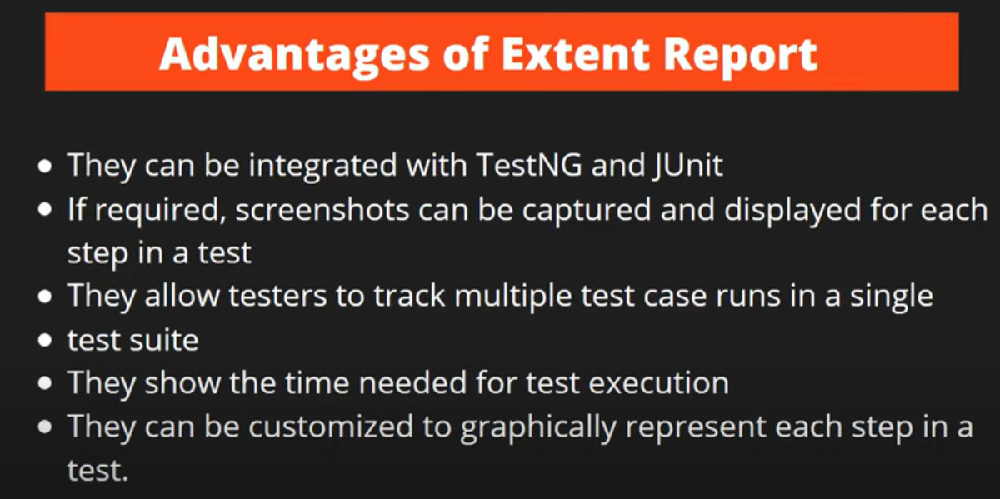 Advantages of Extent Report
• They can be integrated with TestNG and JUnit
• If required, screenshots can be captured and displayed for each
step in a test
• They allow testers to track multiple test case runs in a single
• test suite
• They show the time needed for test execution
• They can be customized to graphically represent each step in a
test.